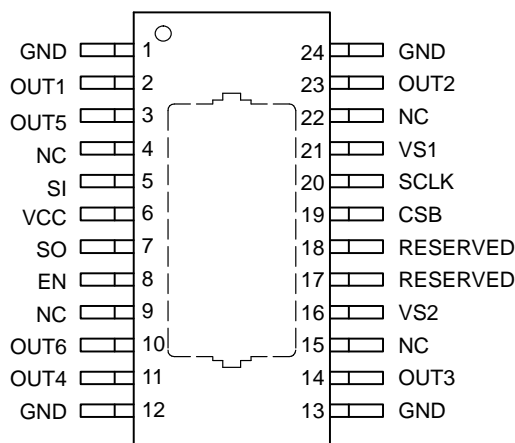 GND 1 24 GND
OUT1 2 23 OUT2
OUT5 3 22 NC
NC 4 21 VS1
SI 5 20 SCLK
VCC 6 19 CSB
SO 7 18 RESERVED
EN 8 17 RESERVED
NC 9 16 VS2
OUT6 10 15 NC
OUT4 11 14 OUT3
GND 12 13 GND